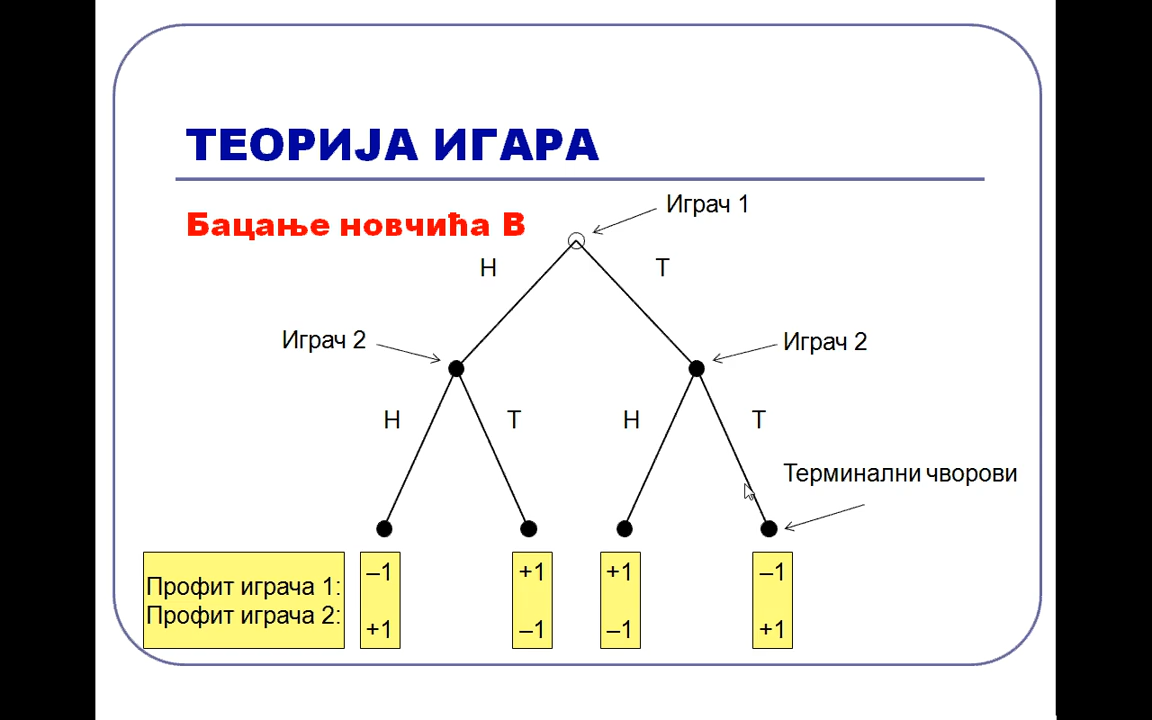 ТЕОРИЈА ИГАРА
Играч 1
Бацање новчића B
H T
Играч 2 Играч 2
H T H T
Терминални чворови
Профит играча 1: –1 +1 +1 –1
Профит играча 2: +1 –1 –1 +1